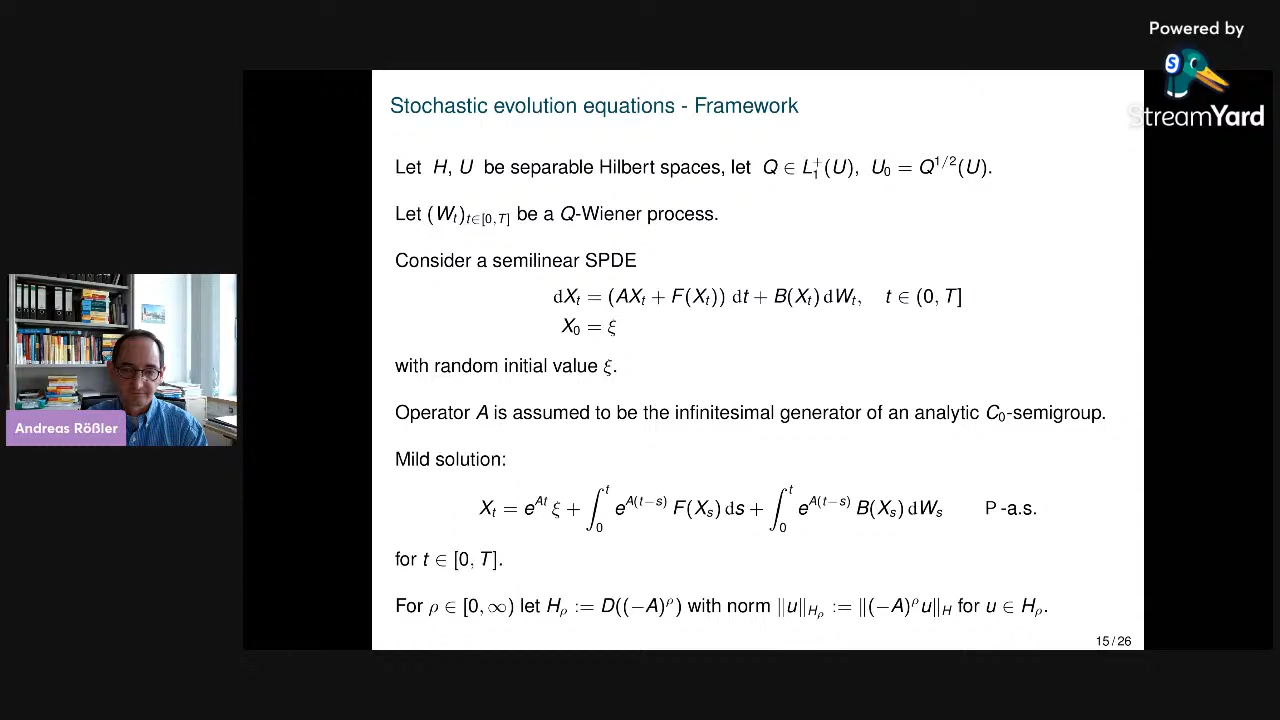 Powered by
StreamYard
Stochastic evolution equations - Framework
Let H, U be separable Hilbert spaces, let Q ∈ L₁⁺(U), U₀ = Q^{1/2}(U).
Let (W_t)_{t∈[0,T]} be a Q-Wiener process.
Consider a semilinear SPDE
dX_t = (AX_t + F(X_t)) dt + B(X_t) dW_t, t ∈ (0, T]
X₀ = ξ
with random initial value ξ.
Operator A is assumed to be the infinitesimal generator of an analytic C₀-semigroup.
Mild solution:
X_t = e^{At} ξ + ∫₀^t e^{A(t−s)} F(X_s) ds + ∫₀^t e^{A(t−s)} B(X_s) dW_s P -a.s.
for t ∈ [0, T].
For ρ ∈ [0, ∞) let H_ρ := D((−A)^ρ) with norm ‖u‖_{H_ρ} := ‖(−A)^ρ u‖_H for u ∈ H_ρ.
15 / 26
Andreas Rößler